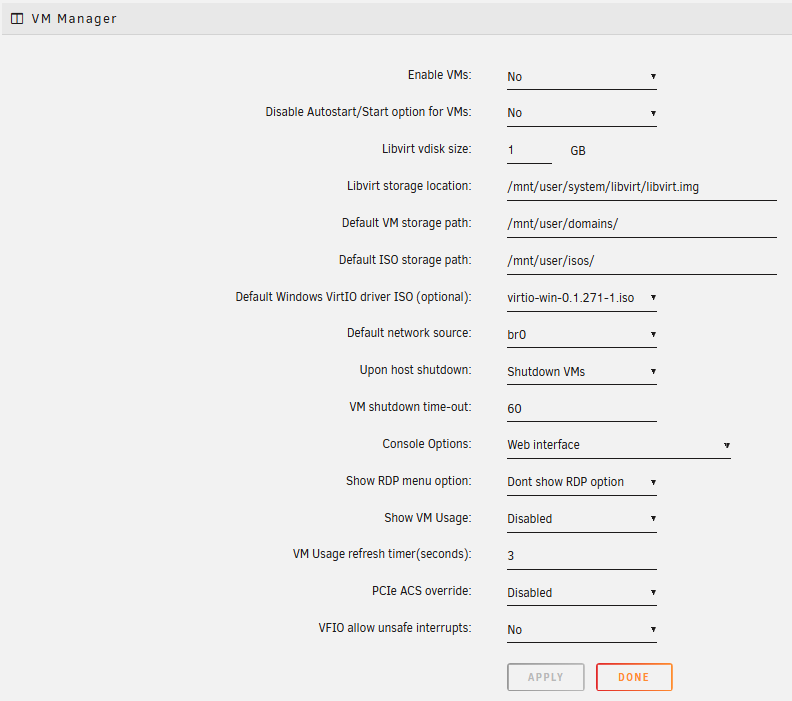 VM Manager
Enable VMs: No
Disable Autostart/Start option for VMs: No
Libvirt vdisk size: 1 GB
Libvirt storage location: /mnt/user/system/libvirt/libvirt.img
Default VM storage path: /mnt/user/domains/
Default ISO storage path: /mnt/user/isos/
Default Windows VirtIO driver ISO (optional): virtio-win-0.1.271-1.iso
Default network source: br0
Upon host shutdown: Shutdown VMs
VM shutdown time-out: 60
Console Options: Web interface
Show RDP menu option: Dont show RDP option
Show VM Usage: Disabled
VM Usage refresh timer(seconds): 3
PCIe ACS override: Disabled
VFIO allow unsafe interrupts: No
APPLY DONE